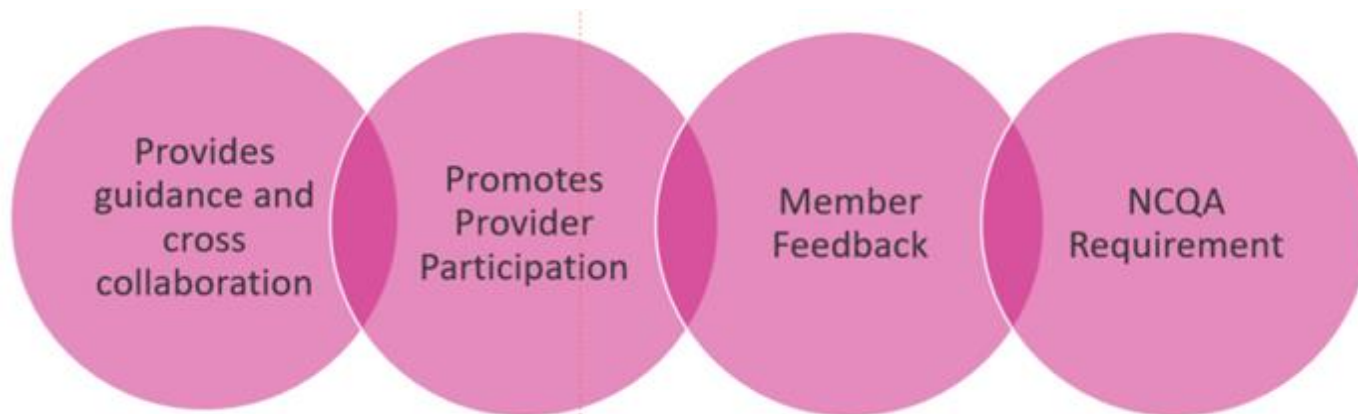 Provides
guidance and
cross
collaboration
Promotes
Provider
Participation
Member
Feedback
NCQA
Requirement